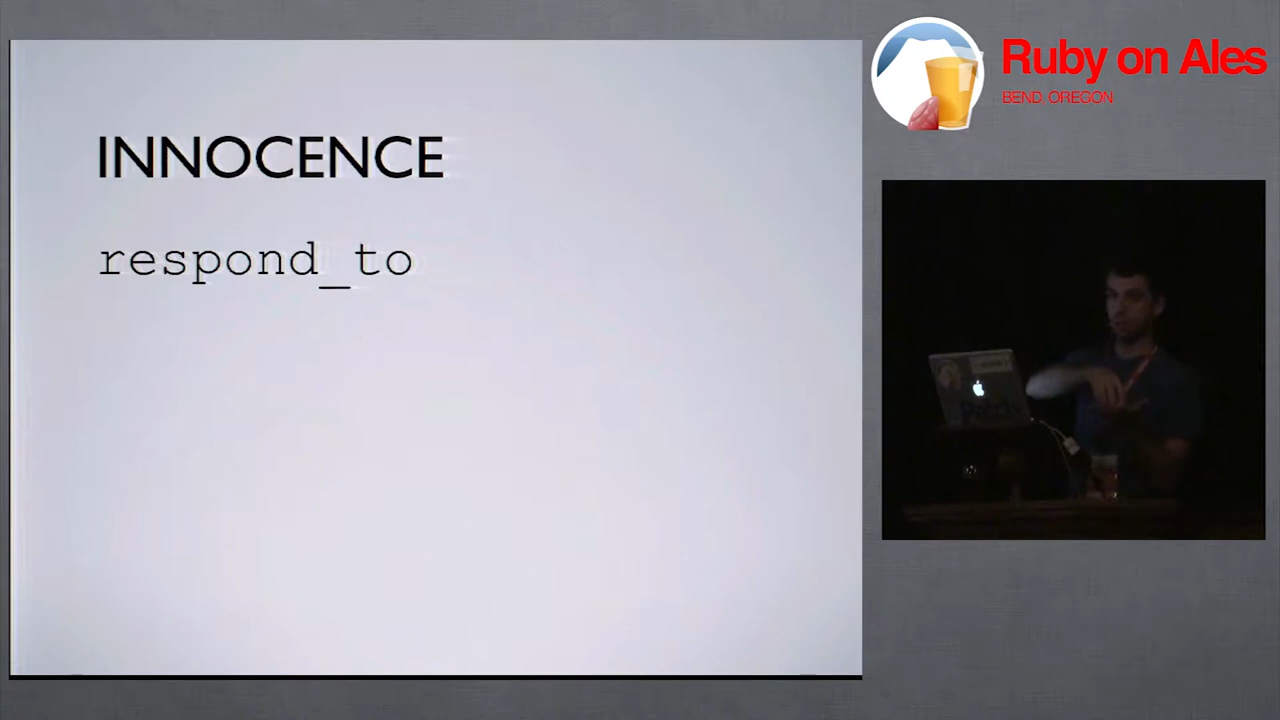 INNOCENCE
respond_to
Ruby on Ales
BEND, OREGON